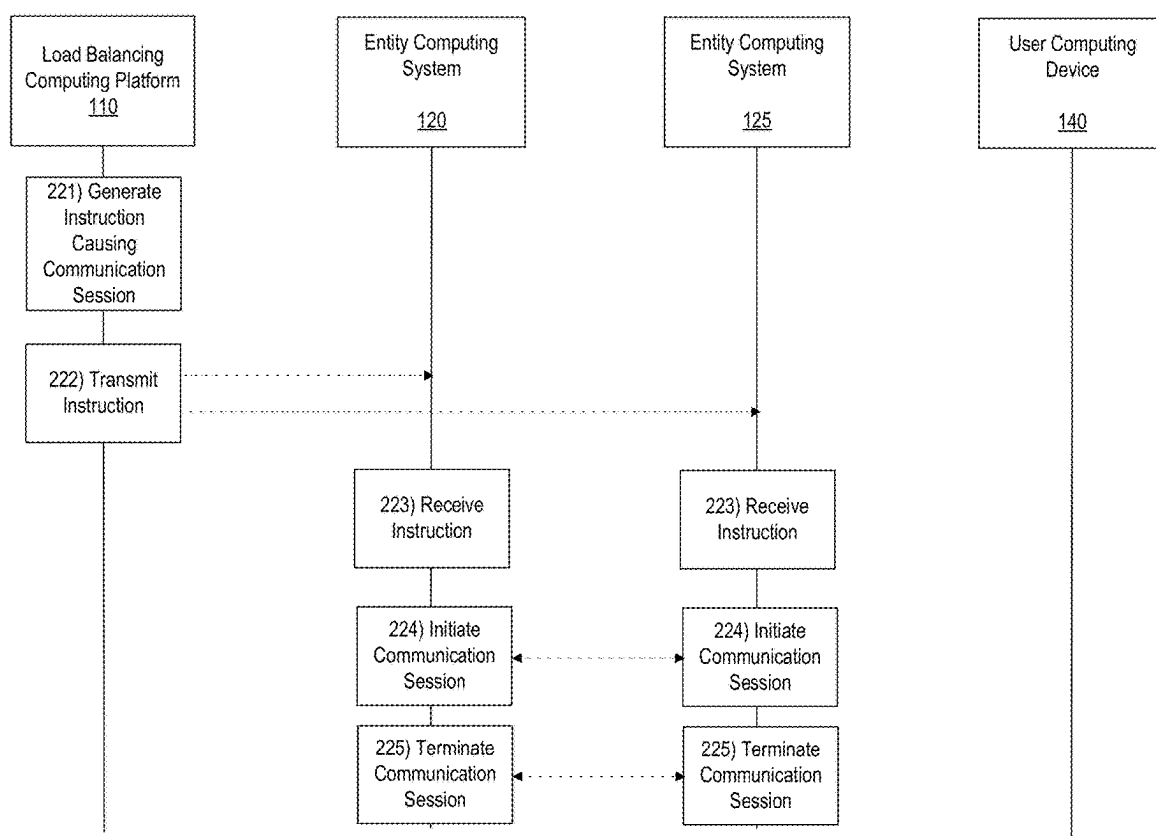 Load Balancing
Computing Platform
110
Entity Computing
System
120
Entity Computing
System
125
User Computing
Device
140
221) Generate
Instruction
Causing
Communication
Session
222) Transmit
Instruction
223) Receive
Instruction
223) Receive
Instruction
224) Initiate
Communication
Session
224) Initiate
Communication
Session
225) Terminate
Communication
Session
225) Terminate
Communication
Session